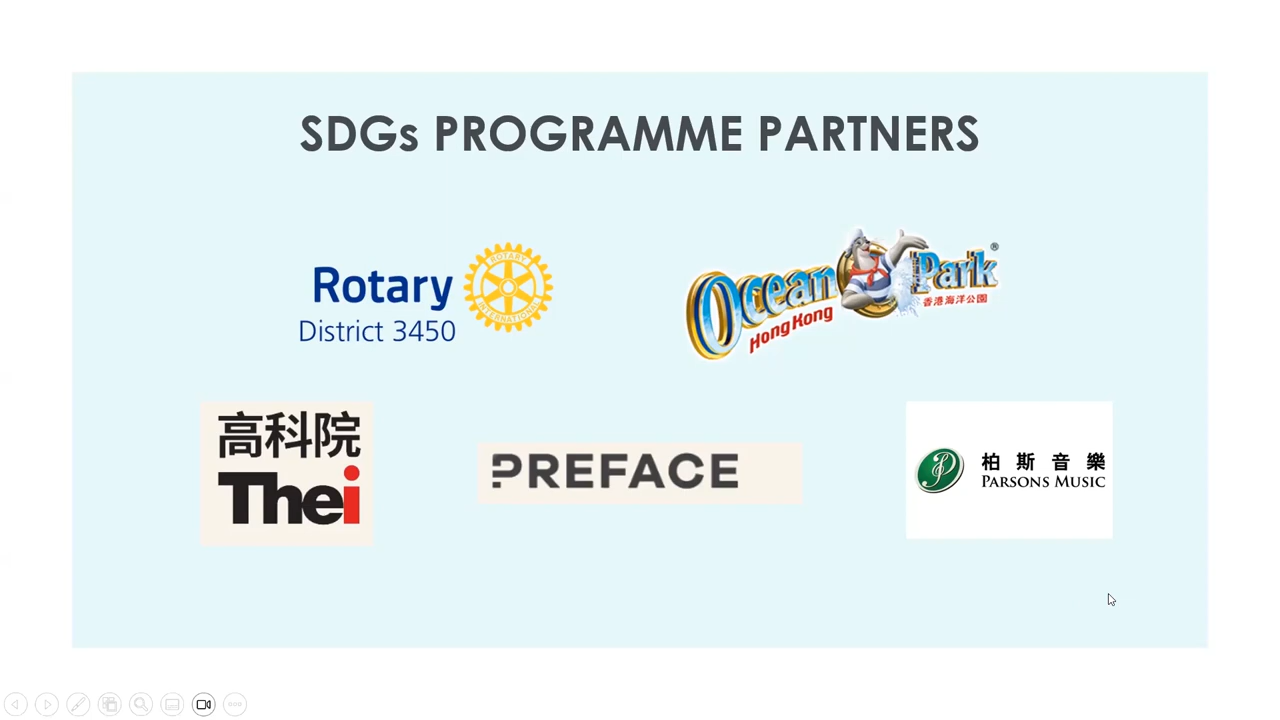 SDGs PROGRAMME PARTNERS
Rotary
District 3450
ROTARY
INTERNATIONAL
Ocean Park
®
Hong Kong
香港海洋公園
高科院
Thei
PREFACE
柏斯音樂
PARSONS MUSIC